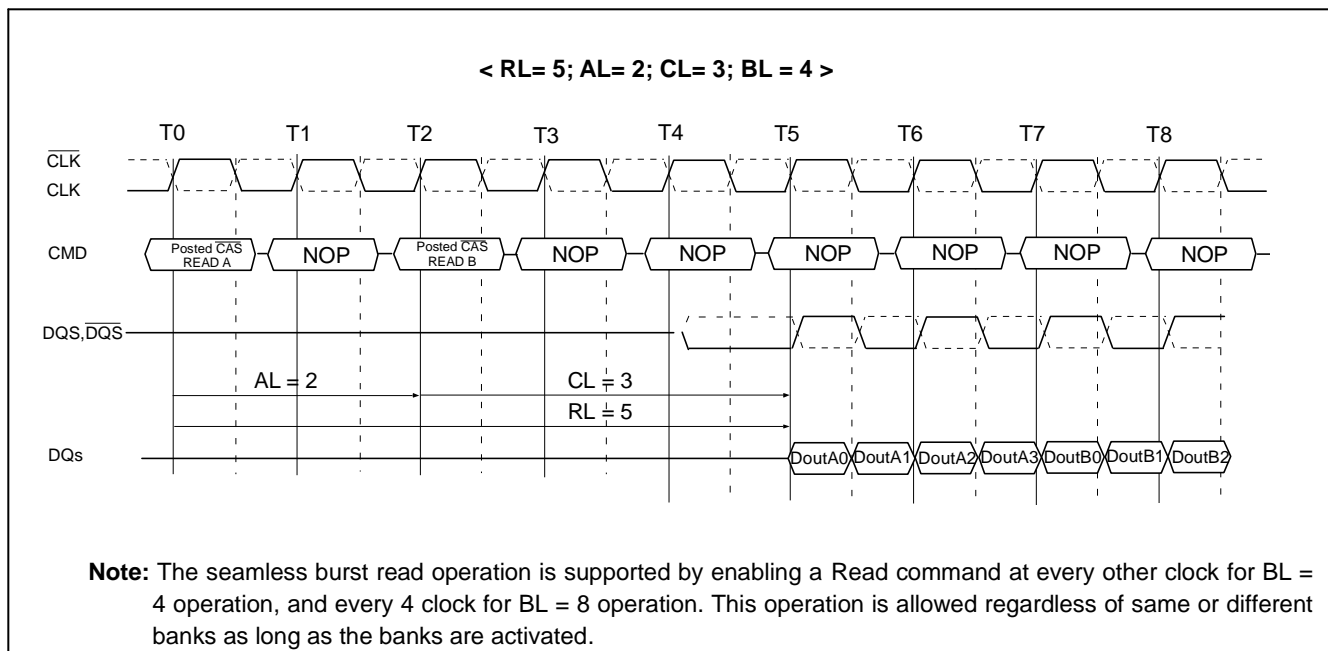 < RL= 5; AL= 2; CL= 3; BL = 4 >
T0 T1 T2 T3 T4 T5 T6 T7 T8
CLK
CLK
CMD
Posted CAS
READ A
NOP
Posted CAS
READ B
NOP NOP NOP NOP NOP NOP
DQS,DQS
AL = 2 CL = 3
RL = 5
DQs DoutA0 DoutA1 DoutA2 DoutA3 DoutB0 DoutB1 DoutB2
Note: The seamless burst read operation is supported by enabling a Read command at every other clock for BL =
4 operation, and every 4 clock for BL = 8 operation. This operation is allowed regardless of same or different
banks as long as the banks are activated.